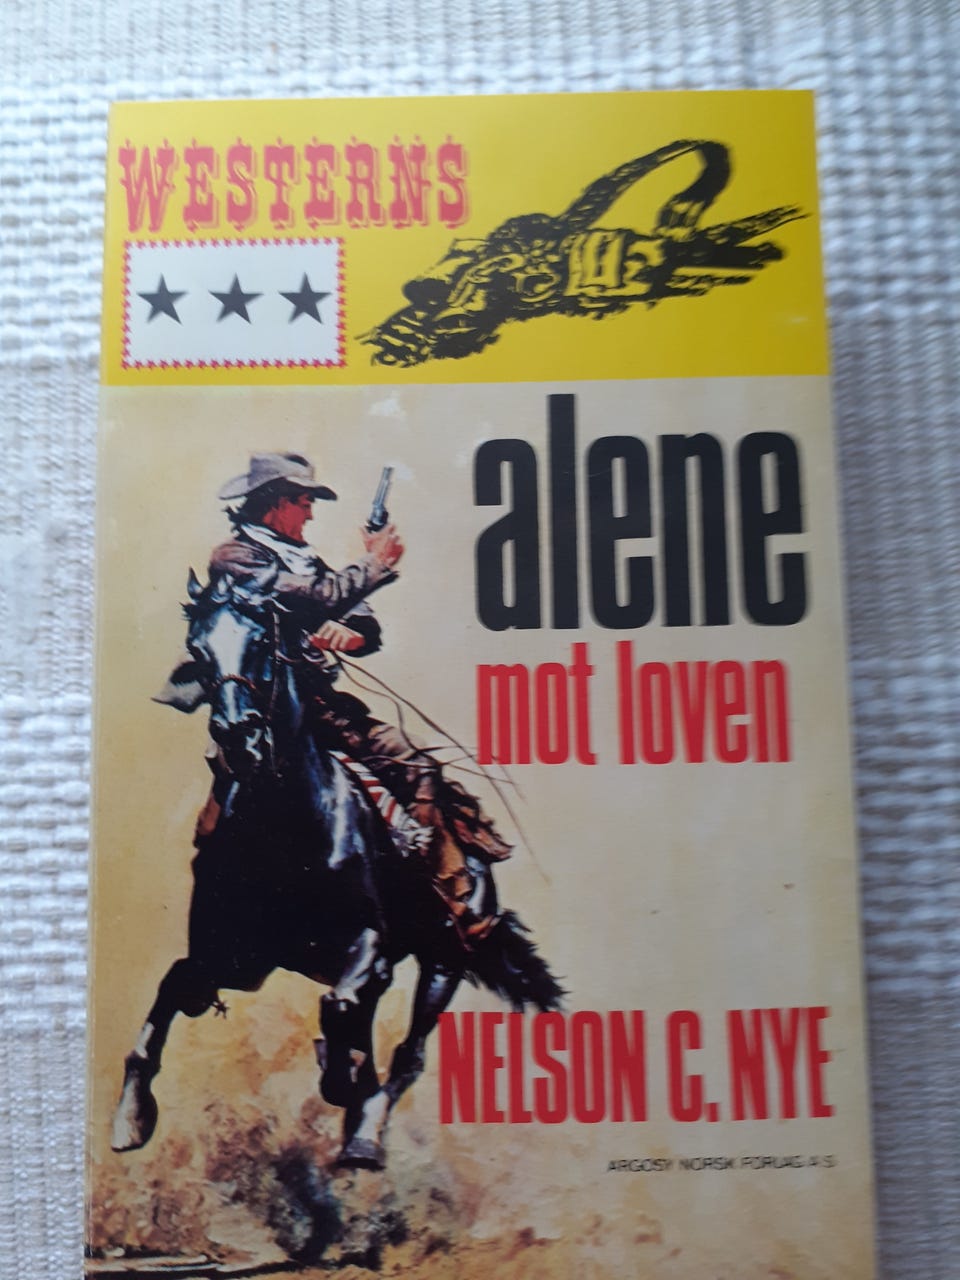 WESTERNS
alene
mot loven
NELSON C. NYE
ARGOSY NORSK FORLAG A·S